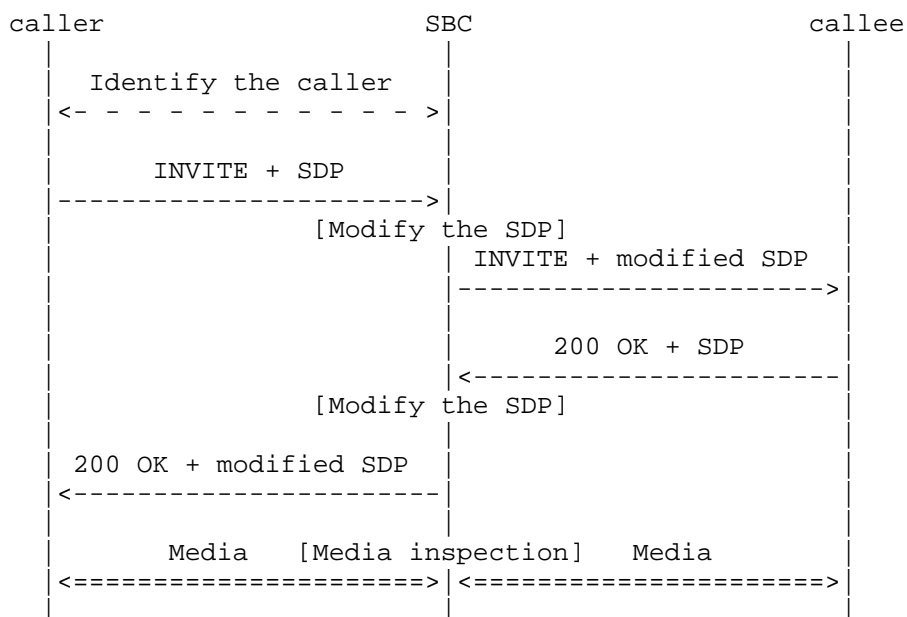 caller SBC callee
Identify the caller
<- - - - - - - - - - - >
INVITE + SDP
----------------------->
[Modify the SDP]
INVITE + modified SDP
----------------------->
200 OK + SDP
<-----------------------
[Modify the SDP]
200 OK + modified SDP
<-----------------------
Media [Media inspection] Media
<======================>|<======================>